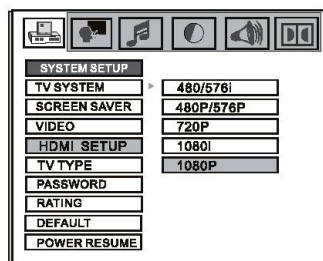 SYSTEM SETUP
TV SYSTEM
SCREEN SAVER
VIDEO
HDMI SETUP
TV TYPE
PASSWORD
RATING
DEFAULT
POWER RESUME
480/576i
480P/576P
720P
1080I
1080P